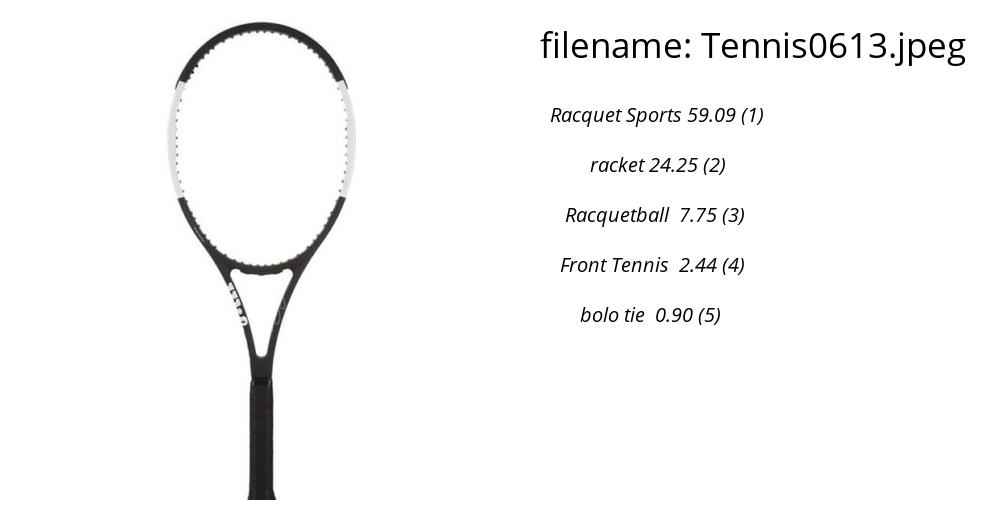 filename: Tennis0613.jpeg
Racquet Sports 59.09 (1)
racket 24.25 (2)
Racquetball 7.75 (3)
Front Tennis 2.44 (4)
bolo tie 0.90 (5)